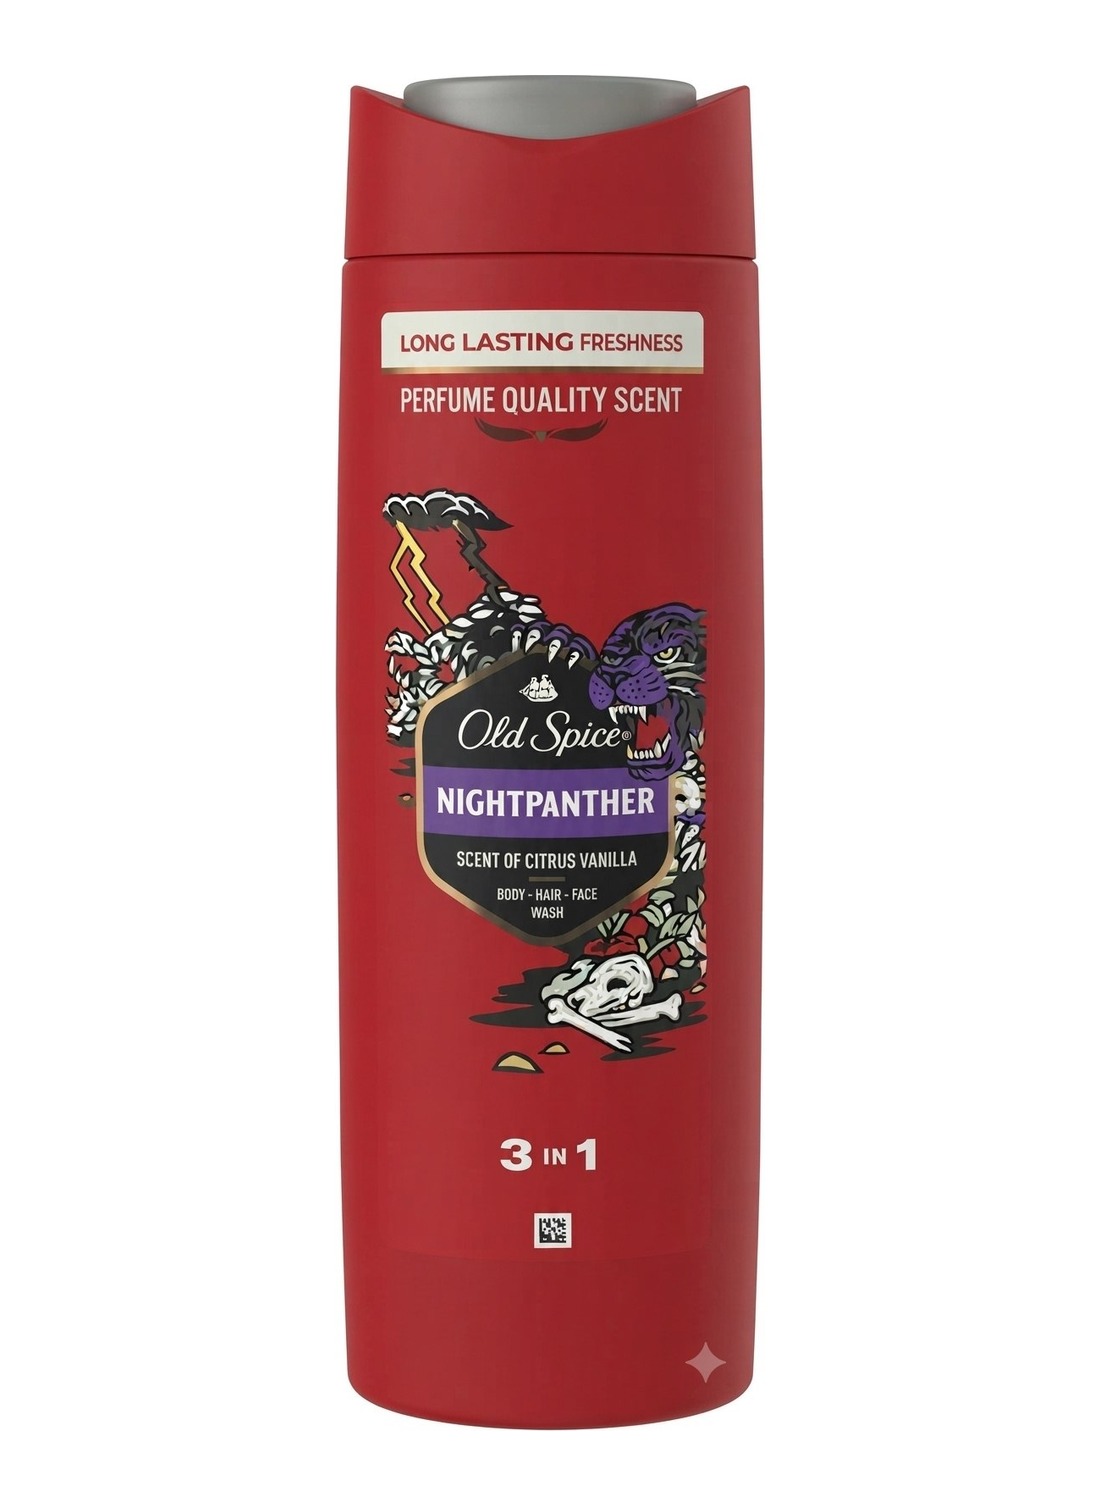 LONG LASTING FRESHNESS
PERFUME QUALITY SCENT
Old Spice®
NIGHTPANTHER
SCENT OF CITRUS VANILLA
BODY - HAIR - FACE
WASH
3 IN 1